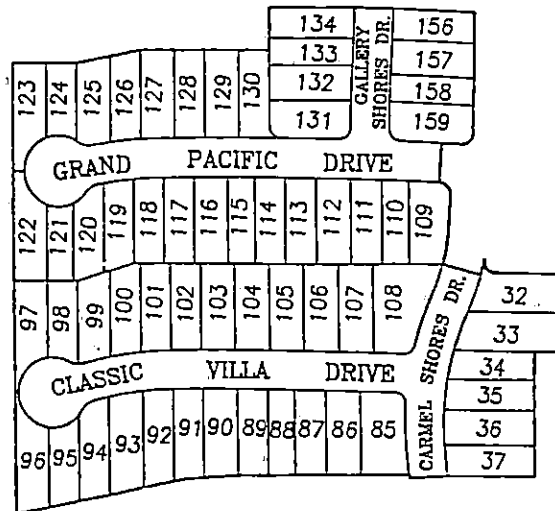 134 156
133 157
132 158
131 159
GALLERY
SHORES DR.
123 124 125 126 127 128 129 130
GRAND PACIFIC DRIVE
122 121 120 119 118 117 116 115 114 113 112 111 110 109
97 98 99 100 101 102 103 104 105 106 107 108
CLASSIC VILLA DRIVE
CARMEL SHORES DR.
32
33
34
35
36
37
96 95 94 93 92 91 90 89 88 87 86 85